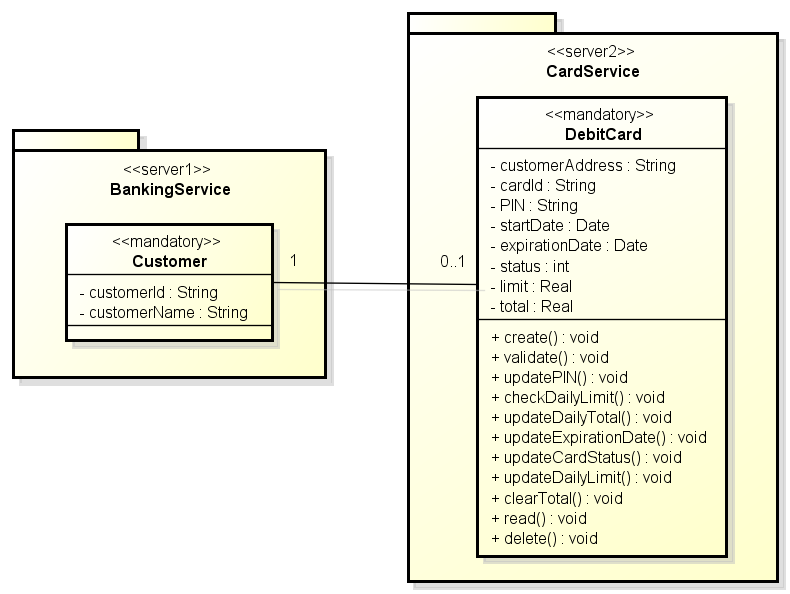 <<server1>>
BankingService
<<mandatory>>
Customer
- customerId : String
- customerName : String
1
0..1
<<server2>>
CardService
<<mandatory>>
DebitCard
- customerAddress : String
- cardId : String
- PIN : String
- startDate : Date
- expirationDate : Date
- status : int
- limit : Real
- total : Real
+ create() : void
+ validate() : void
+ updatePIN() : void
+ checkDailyLimit() : void
+ updateDailyTotal() : void
+ updateExpirationDate() : void
+ updateCardStatus() : void
+ updateDailyLimit() : void
+ clearTotal() : void
+ read() : void
+ delete() : void